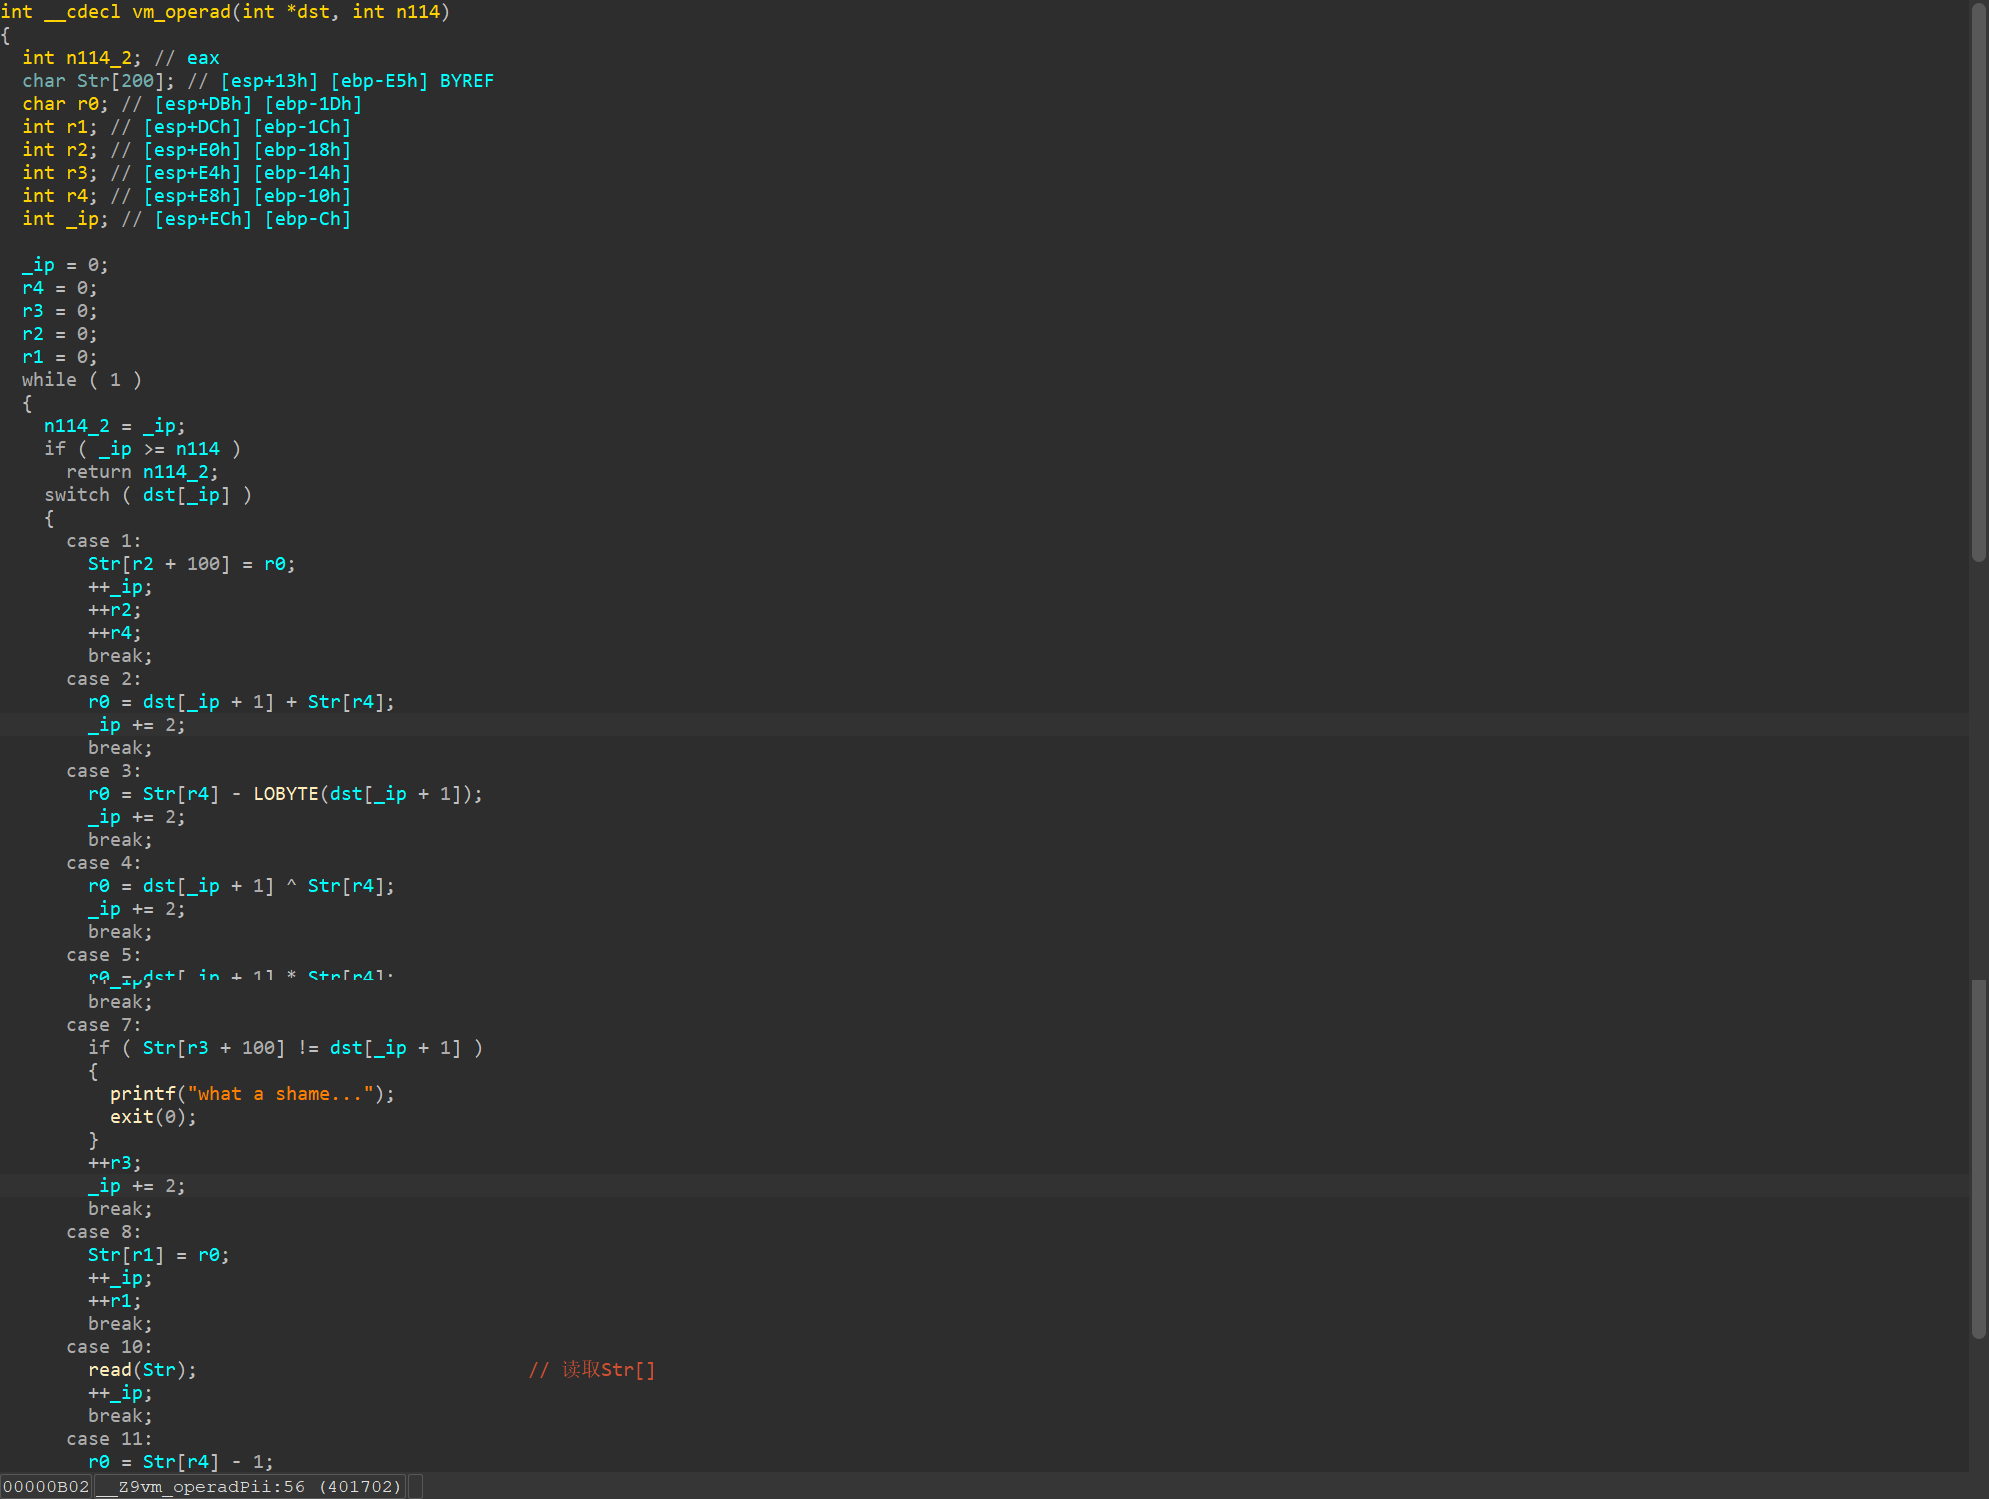 int __cdecl vm_operad(int *dst, int n114)
{
  int n114_2; // eax
  char Str[200]; // [esp+13h] [ebp-E5h] BYREF
  char r0; // [esp+DBh] [ebp-1Dh]
  int r1; // [esp+DCh] [ebp-1Ch]
  int r2; // [esp+E0h] [ebp-18h]
  int r3; // [esp+E4h] [ebp-14h]
  int r4; // [esp+E8h] [ebp-10h]
  int _ip; // [esp+ECh] [ebp-Ch]

  _ip = 0;
  r4 = 0;
  r3 = 0;
  r2 = 0;
  r1 = 0;
  while ( 1 )
  {
    n114_2 = _ip;
    if ( _ip >= n114 )
      return n114_2;
    switch ( dst[_ip] )
    {
      case 1:
        Str[r2 + 100] = r0;
        ++_ip;
        ++r2;
        ++r4;
        break;
      case 2:
        r0 = dst[_ip + 1] + Str[r4];
        _ip += 2;
        break;
      case 3:
        r0 = Str[r4] - LOBYTE(dst[_ip + 1]);
        _ip += 2;
        break;
      case 4:
        r0 = dst[_ip + 1] ^ Str[r4];
        _ip += 2;
        break;
      case 5:
        r0 = dst[_ip + 1] * Str[r4];
        ++_ip;
        break;
      case 7:
        if ( Str[r3 + 100] != dst[_ip + 1] )
        {
          printf("what a shame...");
          exit(0);
        }
        ++r3;
        _ip += 2;
        break;
      case 8:
        Str[r1] = r0;
        ++_ip;
        ++r1;
        break;
      case 10:
        read(Str);                              // 读取Str[]
        ++_ip;
        break;
      case 11:
        r0 = Str[r4] - 1;
00000B02 __Z9vm_operadPii:56 (401702)